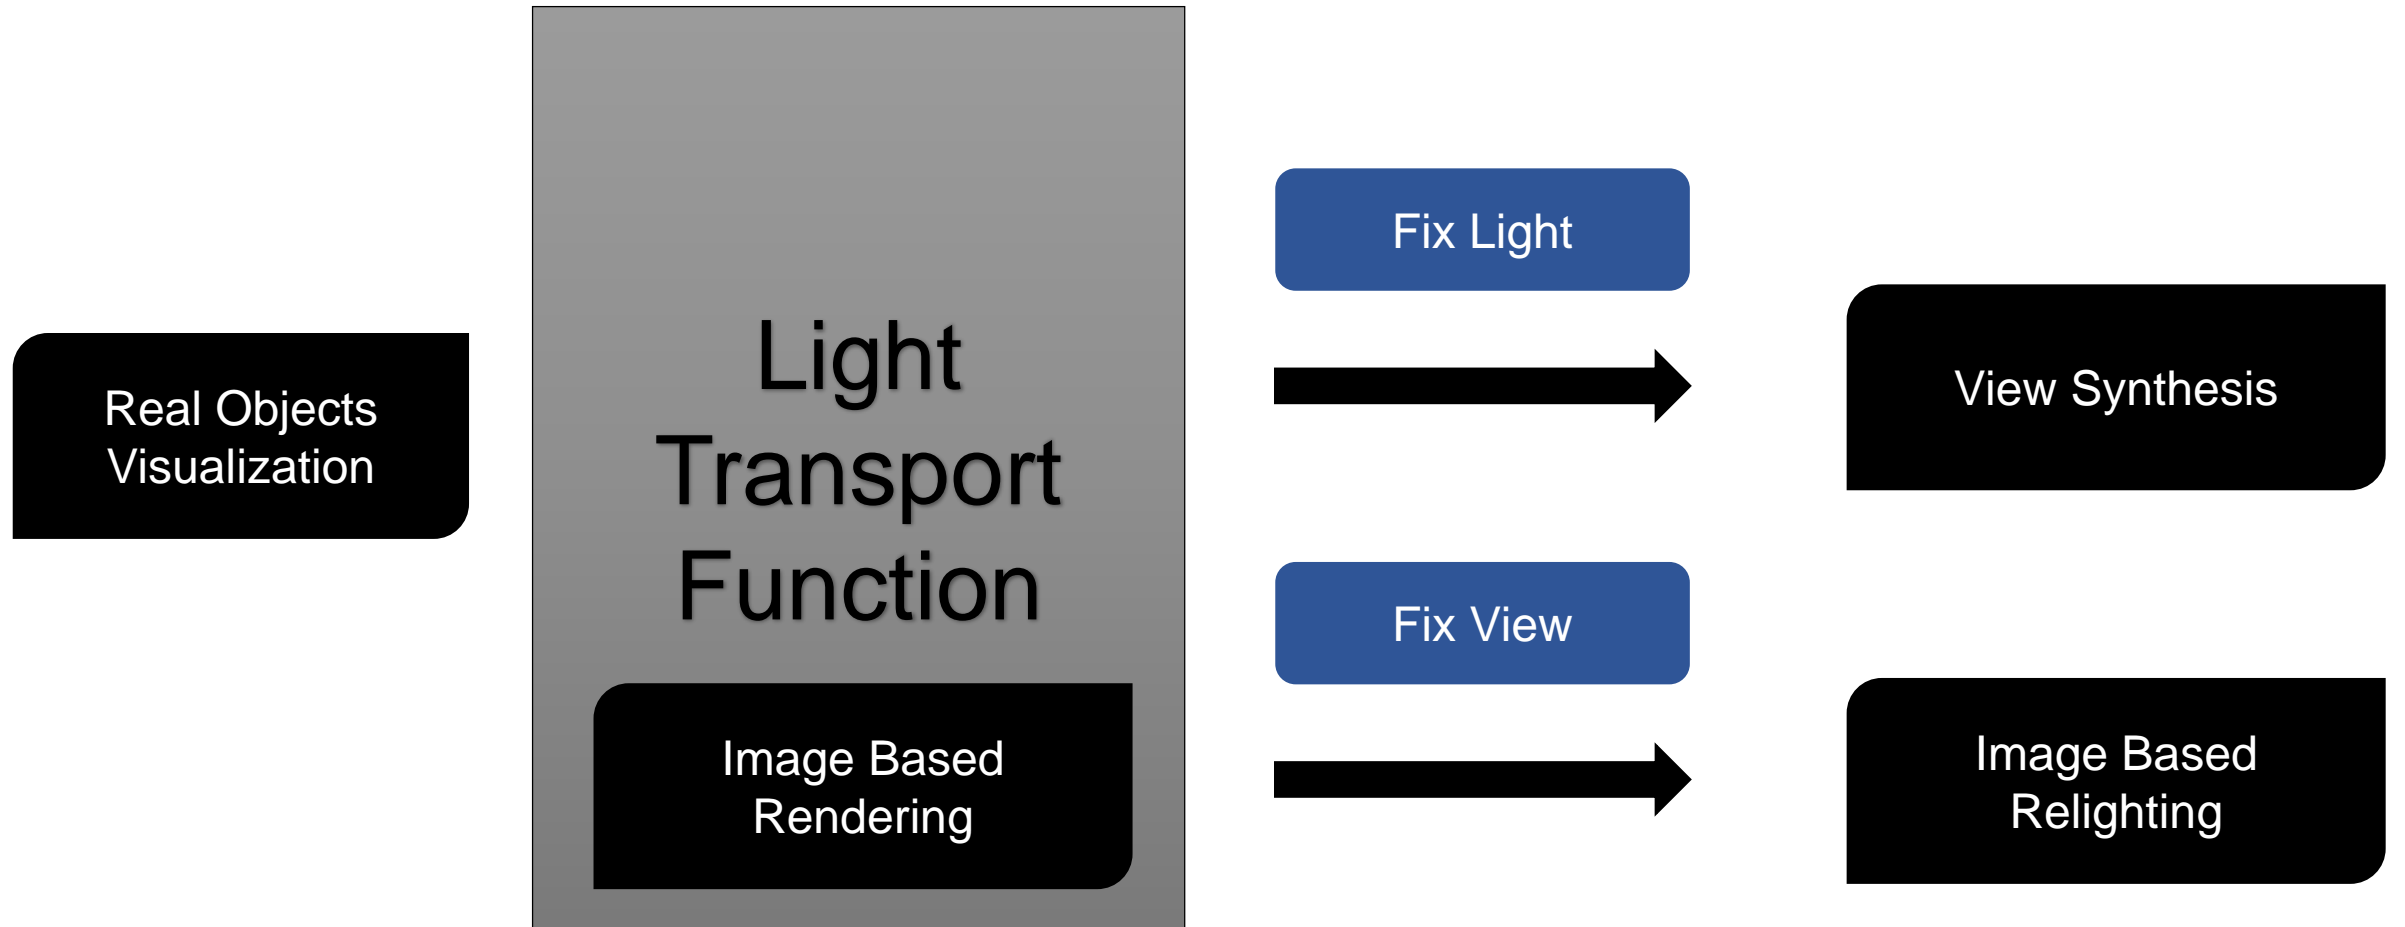 Real Objects
Visualization
Light
Transport
Function
Image Based
Rendering
Fix Light
View Synthesis
Fix View
Image Based
Relighting